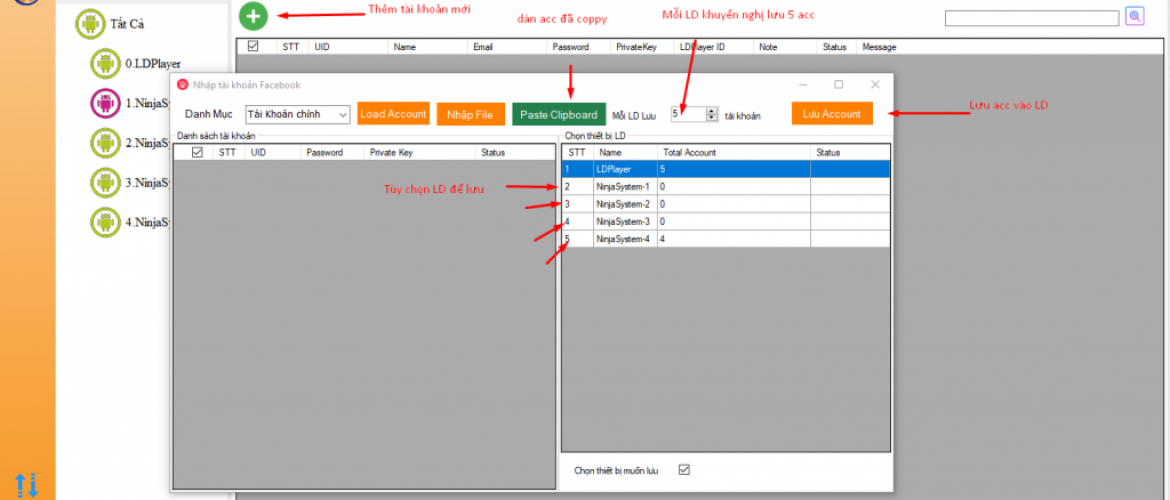 Thêm tài khoản mới
dán acc đã coppy
Mỗi LD khuyến nghị lưu 5 acc
Tất Cả
STT UID Name Email Password PrivateKey LDPlayer ID Note Status Message
0.LDPlayer
1.NinjaS
2.NinjaS
3.NinjaS
4.NinjaS
Nhập tài khoản Facebook
Danh Mục Tài Khoản chính Load Account Nhập File Paste Clipboard Mỗi LD Lưu 5 tài khoản Lưu Account
Lưu acc vào LD
Danh sách tài khoản
STT UID Password Private Key Status
Tùy chọn LD để lưu
Chọn thiết bị LD
STT Name Total Account Status
1 LDPlayer 5
2 NinjaSystem-1 0
3 NinjaSystem-2 0
4 NinjaSystem-3 0
5 NinjaSystem-4 4
Chọn thiết bị muốn lưu